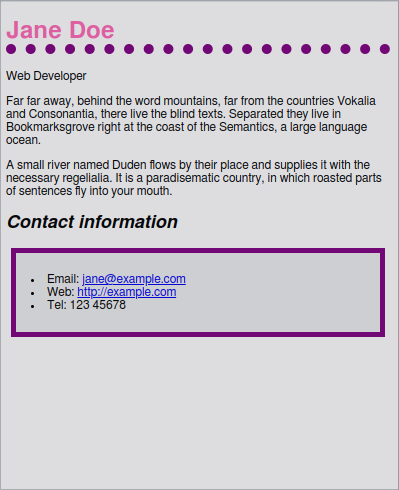 Jane Doe
Web Developer
Far far away, behind the word mountains, far from the countries Vokalia
and Consonantia, there live the blind texts. Separated they live in
Bookmarksgrove right at the coast of the Semantics, a large language
ocean.
A small river named Duden flows by their place and supplies it with the
necessary regelialia. It is a paradisematic country, in which roasted parts
of sentences fly into your mouth.
Contact information
• Email: jane@example.com
• Web: http://example.com
• Tel: 123 45678